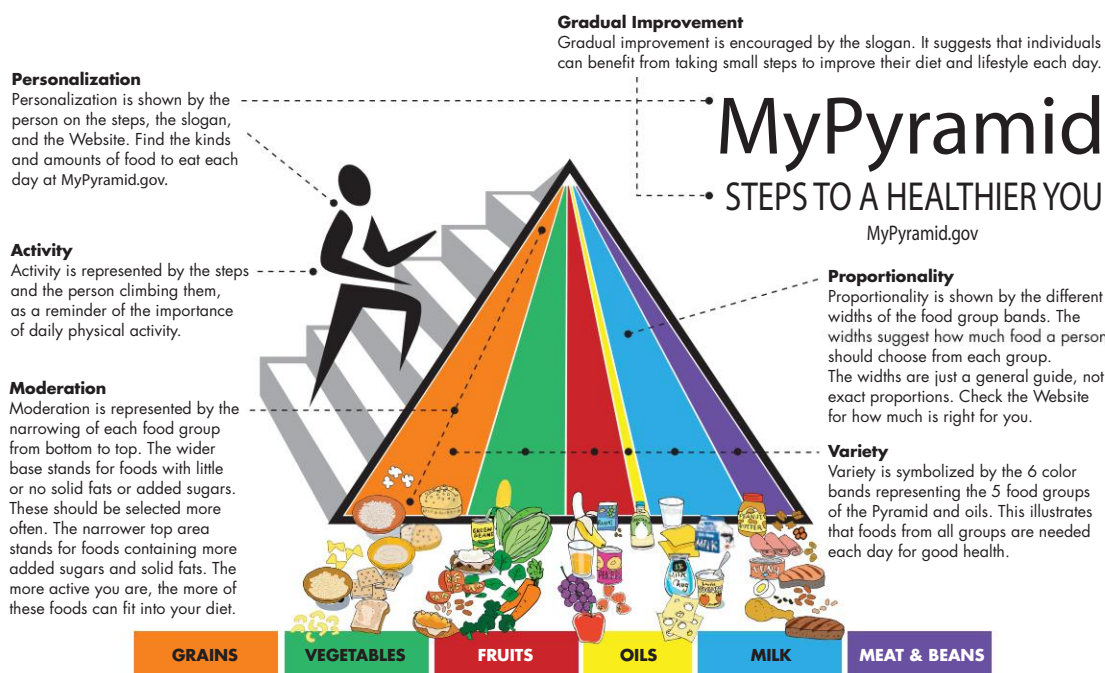 Gradual Improvement
Gradual improvement is encouraged by the slogan. It suggests that individuals
can benefit from taking small steps to improve their diet and lifestyle each day.
Personalization
Personalization is shown by the
person on the steps, the slogan,
and the Website. Find the kinds
and amounts of food to eat each
day at MyPyramid.gov.
MyPyramid
STEPS TO A HEALTHIER YOU
MyPyramid.gov
Activity
Activity is represented by the steps
and the person climbing them,
as a reminder of the importance
of daily physical activity.
Proportionality
Proportionality is shown by the different
widths of the food group bands. The
widths suggest how much food a person
should choose from each group.
The widths are just a general guide, not
exact proportions. Check the Website
for how much is right for you.
Moderation
Moderation is represented by the
narrowing of each food group
from bottom to top. The wider
base stands for foods with little
or no solid fats or added sugars.
These should be selected more
often. The narrower top area
stands for foods containing more
added sugars and solid fats. The
more active you are, the more of
these foods can fit into your diet.
Variety
Variety is symbolized by the 6 color
bands representing the 5 food groups
of the Pyramid and oils. This illustrates
that foods from all groups are needed
each day for good health.
GREEN
BEANS
PEANUT
BUTTER
MILK
GRAINS
VEGETABLES
FRUITS
OILS
MILK
MEAT & BEANS